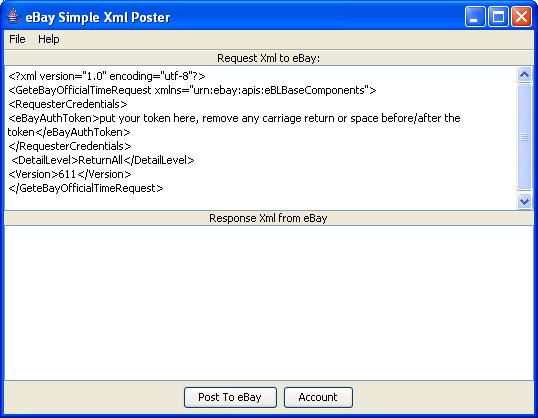 eBay Simple Xml Poster
File Help
Request Xml to eBay:
<?xml version="1.0" encoding="utf-8"?>
<GeteBayOfficialTimeRequest xmlns="urn:ebay:apis:eBLBaseComponents">
<RequesterCredentials>
<eBayAuthToken>put your token here, remove any carriage return or space before/after the
token</eBayAuthToken>
</RequesterCredentials>
<DetailLevel>ReturnAll</DetailLevel>
<Version>611</Version>
</GeteBayOfficialTimeRequest>
Response Xml from eBay
Post To eBay Account